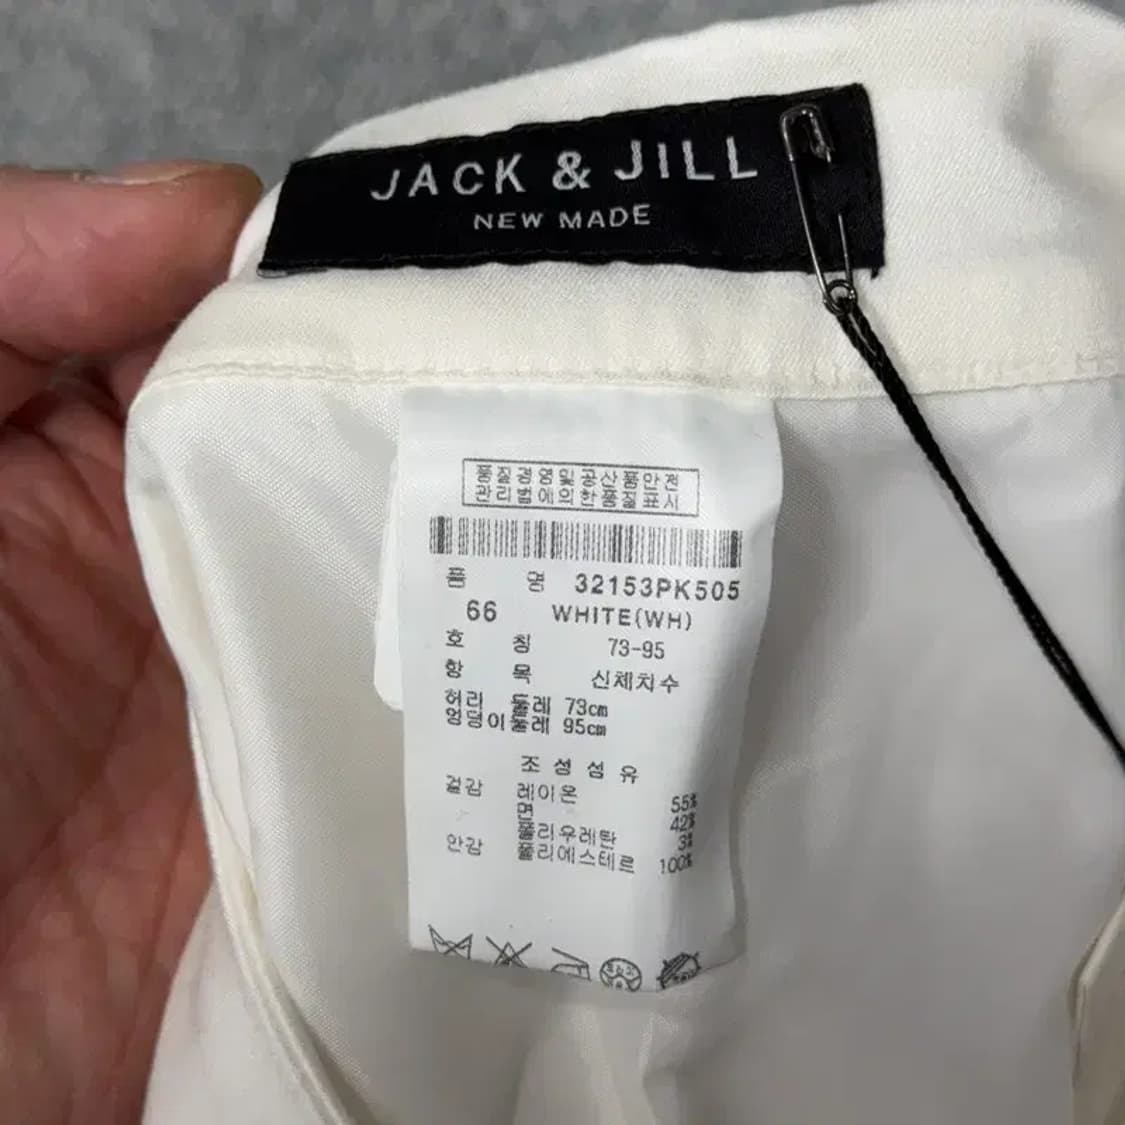 JACK & JILL
NEW MADE
품질경영및공산품안전
관리법에의한품질표시
품 명 32153PK505
66 WHITE(WH)
호 칭 73-95
항 목 신체치수
허리 둘레 73cm
엉덩이둘레 95cm
조 성 섬 유
겉감 레이온 55%
면 42%
폴리우레탄 3%
안감 폴리에스테르 100%